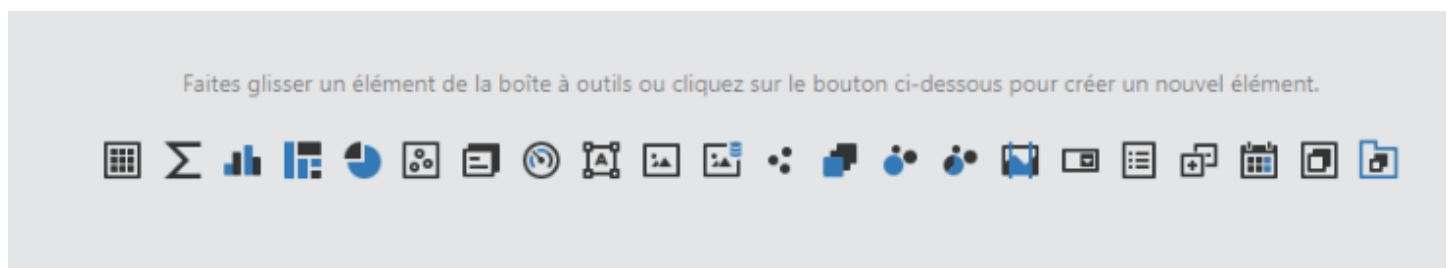 Faites glisser un élément de la boîte à outils ou cliquez sur le bouton ci-dessous pour créer un nouvel élément.